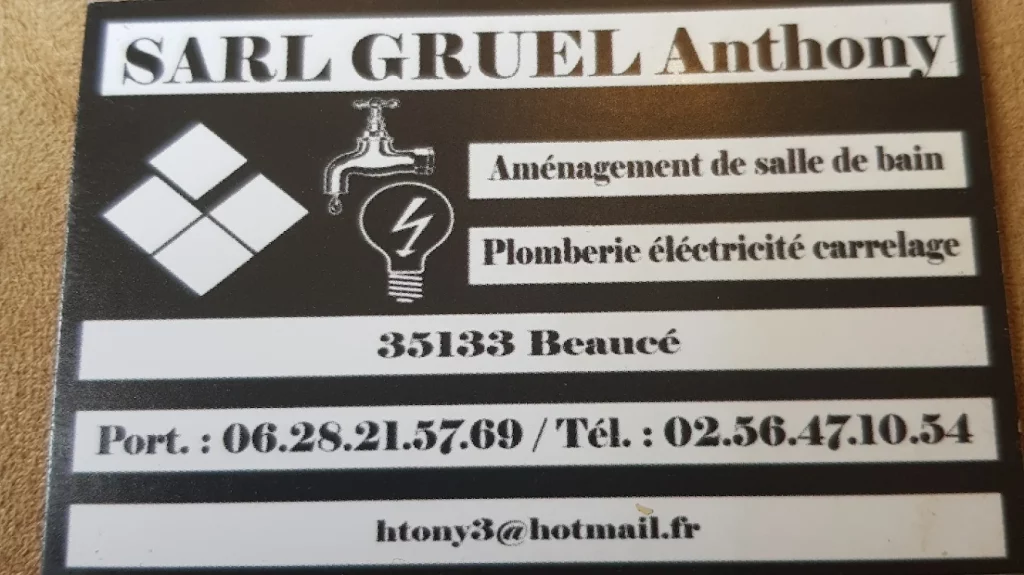 SARL GRUEL Anthony
Aménagement de salle de bain
Plomberie éléctricité carrelage
35133 Beaucé
Port. : 06.28.21.57.69 / Tél. : 02.56.47.10.54
htony3@hotmail.fr